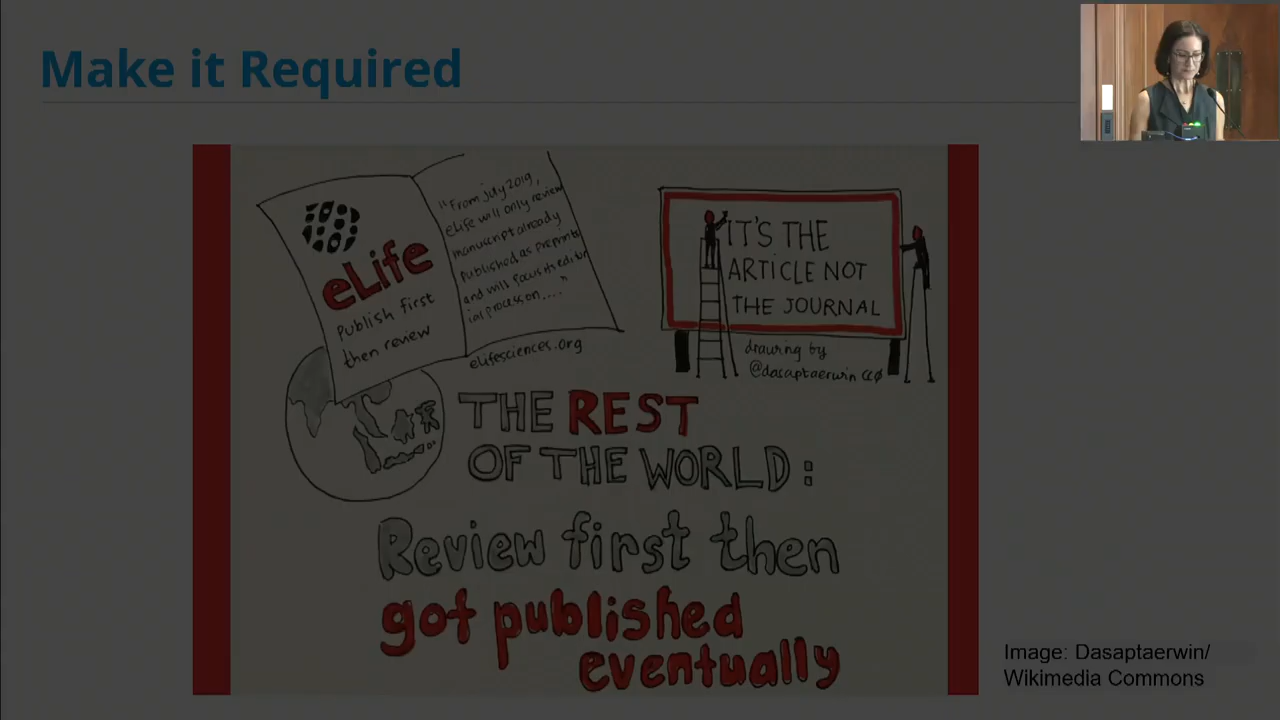 Make it Required
eLife
Publish first
then review
"From July 2019,
eLife will only review
manuscript already
published as preprints
and will focus its edito
ial process on...."
elifesciences.org
IT'S THE
ARTICLE NOT
THE JOURNAL
drawing by
@dasaptaerwin CC0
THE REST
OF THE WORLD:
Review first then
got published
eventually
Image: Dasaptaerwin/
Wikimedia Commons